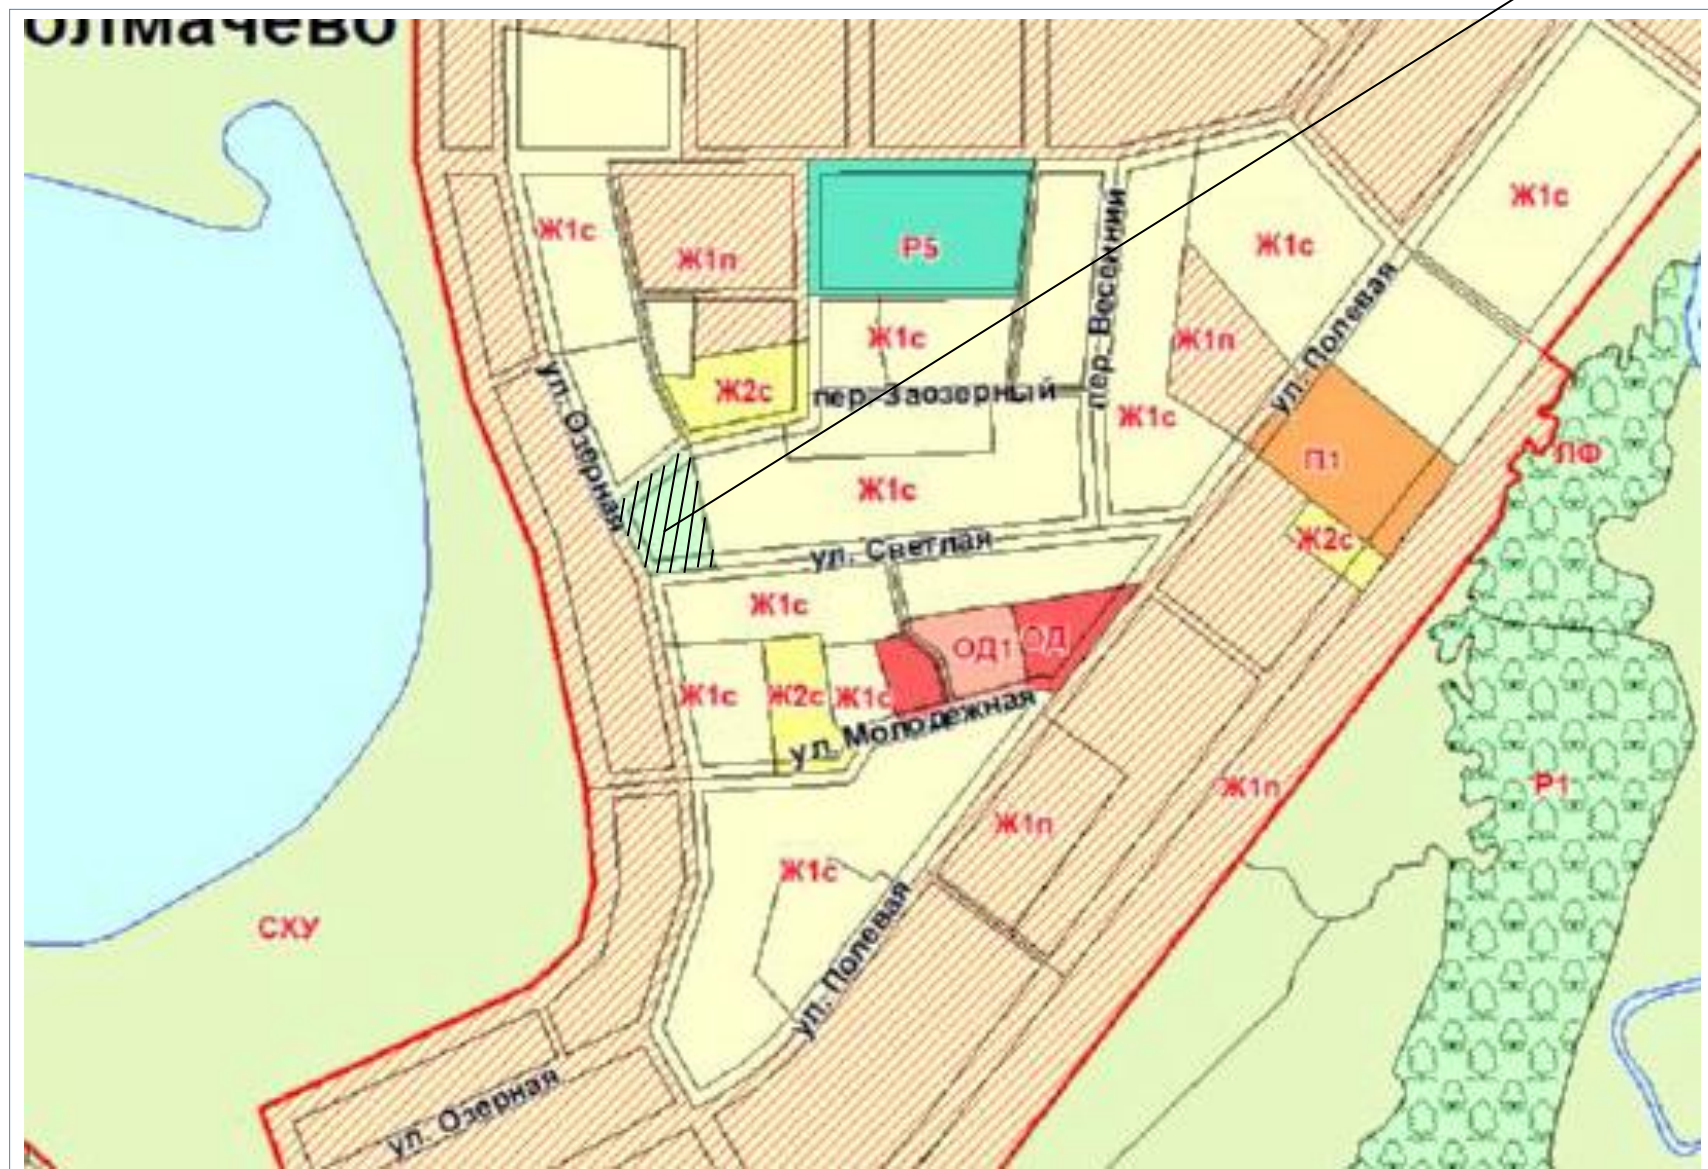 олмачево
Ж1с
Ж1с
Ж1п
Р5
Ж1с
пер. Весенний
ул. Полевая
Ж1с
Ж1п
Ж2с
пер. Заозерный
Ж1с
ул. Озерная
П1
ПФ
Ж1с
Ж2с
ул. Светлая
Ж1с
ОД1
ОД
Ж1с
Ж2с
Ж1с
ул. Молодежная
Ж1п
Р1
Ж1п
Ж1с
ул. Полевая
СХУ
ул. Озерная